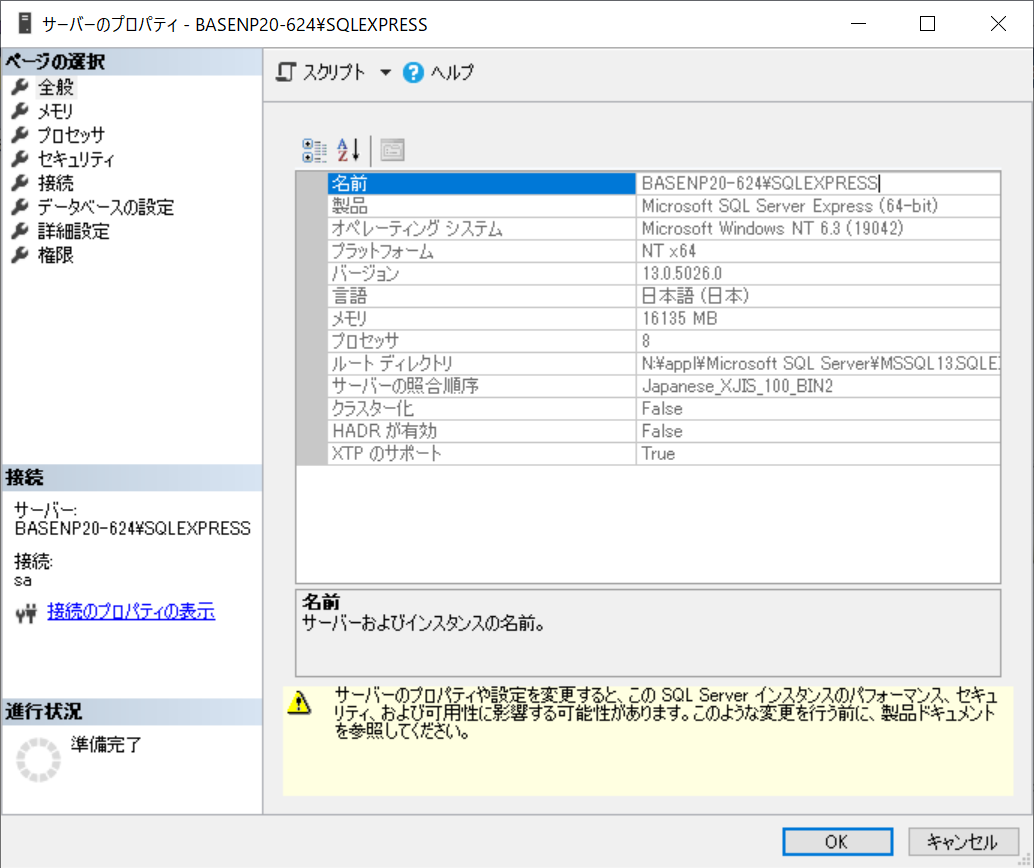 サーバーのプロパティ - BASENP20-624¥SQLEXPRESS
ページの選択
全般
メモリ
プロセッサ
セキュリティ
接続
データベースの設定
詳細設定
権限
スクリプト
ヘルプ
名前 BASENP20-624¥SQLEXPRESS
製品 Microsoft SQL Server Express (64-bit)
オペレーティング システム Microsoft Windows NT 6.3 (19042)
プラットフォーム NT x64
バージョン 13.0.5026.0
言語 日本語 (日本)
メモリ 16135 MB
プロセッサ 8
ルート ディレクトリ N:¥appl¥Microsoft SQL Server¥MSSQL13.SQLE
サーバーの照合順序 Japanese_XJIS_100_BIN2
クラスター化 False
HADR が有効 False
XTP のサポート True
名前
サーバーおよびインスタンスの名前。
サーバーのプロパティや設定を変更すると、この SQL Server インスタンスのパフォーマンス、セキュ
リティ、および可用性に影響する可能性があります。このような変更を行う前に、製品ドキュメント
を参照してください。
接続
サーバー:
BASENP20-624¥SQLEXPRESS
接続:
sa
接続のプロパティの表示
進行状況
準備完了
OK
キャンセル